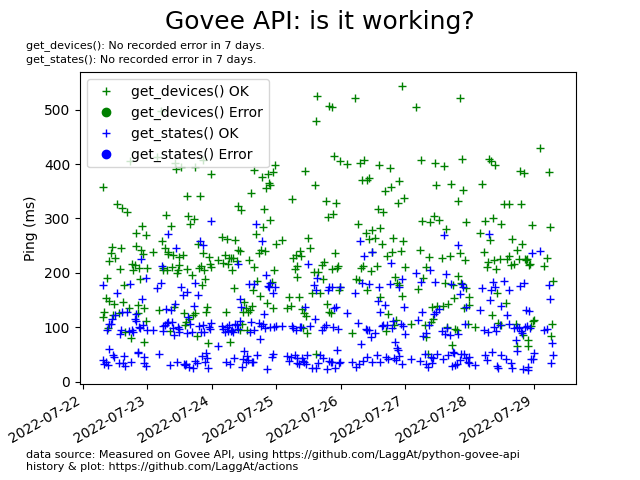 Govee API: is it working?
get_devices(): No recorded error in 7 days.
get_states(): No recorded error in 7 days.
get_devices() OK
get_devices() Error
get_states() OK
get_states() Error
Ping (ms)
500
400
300
200
100
0
2022-07-22
2022-07-23
2022-07-24
2022-07-25
2022-07-26
2022-07-27
2022-07-28
2022-07-29
data source: Measured on Govee API, using https://github.com/LaggAt/python-govee-api
history & plot: https://github.com/LaggAt/actions